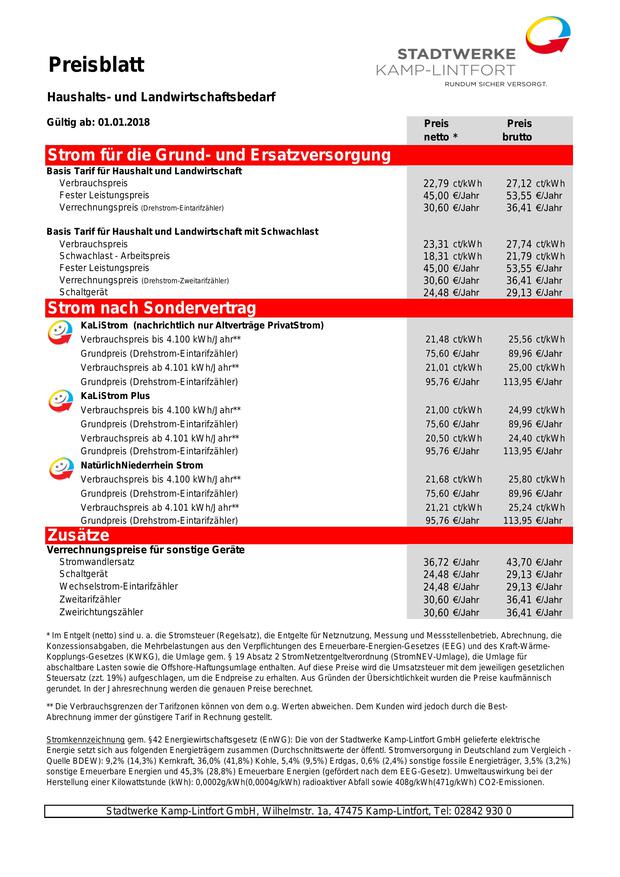 STADTWERKE
KAMP-LINTFORT
RUNDUM SICHER VERSORGT.
Preisblatt
Haushalts- und Landwirtschaftsbedarf
Gültig ab: 01.01.2018 Preis netto * Preis brutto
Strom für die Grund- und Ersatzversorgung
Basis Tarif für Haushalt und Landwirtschaft
Verbrauchspreis 22,79 ct/kWh 27,12 ct/kWh
Fester Leistungspreis 45,00 €/Jahr 53,55 €/Jahr
Verrechnungspreis (Drehstrom-Eintarifzähler) 30,60 €/Jahr 36,41 €/Jahr
Basis Tarif für Haushalt und Landwirtschaft mit Schwachlast
Verbrauchspreis 23,31 ct/kWh 27,74 ct/kWh
Schwachlast - Arbeitspreis 18,31 ct/kWh 21,79 ct/kWh
Fester Leistungspreis 45,00 €/Jahr 53,55 €/Jahr
Verrechnungspreis (Drehstrom-Zweitarifzähler) 30,60 €/Jahr 36,41 €/Jahr
Schaltgerät 24,48 €/Jahr 29,13 €/Jahr
Strom nach Sondervertrag
KaLiStrom (nachrichtlich nur Altverträge PrivatStrom)
Verbrauchspreis bis 4.100 kWh/Jahr** 21,48 ct/kWh 25,56 ct/kWh
Grundpreis (Drehstrom-Eintarifzähler) 75,60 €/Jahr 89,96 €/Jahr
Verbrauchspreis ab 4.101 kWh/Jahr** 21,01 ct/kWh 25,00 ct/kWh
Grundpreis (Drehstrom-Eintarifzähler) 95,76 €/Jahr 113,95 €/Jahr
KaLiStrom Plus
Verbrauchspreis bis 4.100 kWh/Jahr** 21,00 ct/kWh 24,99 ct/kWh
Grundpreis (Drehstrom-Eintarifzähler) 75,60 €/Jahr 89,96 €/Jahr
Verbrauchspreis ab 4.101 kWh/Jahr** 20,50 ct/kWh 24,40 ct/kWh
Grundpreis (Drehstrom-Eintarifzähler) 95,76 €/Jahr 113,95 €/Jahr
NatürlichNiederrhein Strom
Verbrauchspreis bis 4.100 kWh/Jahr** 21,68 ct/kWh 25,80 ct/kWh
Grundpreis (Drehstrom-Eintarifzähler) 75,60 €/Jahr 89,96 €/Jahr
Verbrauchspreis ab 4.101 kWh/Jahr** 21,21 ct/kWh 25,24 ct/kWh
Grundpreis (Drehstrom-Eintarifzähler) 95,76 €/Jahr 113,95 €/Jahr
Zusätze
Verrechnungspreise für sonstige Geräte
Stromwandlersatz 36,72 €/Jahr 43,70 €/Jahr
Schaltgerät 24,48 €/Jahr 29,13 €/Jahr
Wechselstrom-Eintarifzähler 24,48 €/Jahr 29,13 €/Jahr
Zweitarifzähler 30,60 €/Jahr 36,41 €/Jahr
Zweirichtungszähler 30,60 €/Jahr 36,41 €/Jahr
* Im Entgelt (netto) sind u. a. die Stromsteuer (Regelsatz), die Entgelte für Netznutzung, Messung und Messstellenbetrieb, Abrechnung, die
Konzessionsabgaben, die Mehrbelastungen aus den Verpflichtungen des Erneuerbare-Energien-Gesetzes (EEG) und des Kraft-Wärme-
Kopplungs-Gesetzes (KWKG), die Umlage gem. § 19 Absatz 2 StromNetzentgeltverordnung (StromNEV-Umlage), die Umlage für
abschaltbare Lasten sowie die Offshore-Haftungsumlage enthalten. Auf diese Preise wird die Umsatzsteuer mit dem jeweiligen gesetzlichen
Steuersatz (zzt. 19%) aufgeschlagen, um die Endpreise zu erhalten. Aus Gründen der Übersichtlichkeit wurden die Preise kaufmännisch
gerundet. In der Jahresrechnung werden die genauen Preise berechnet.
** Die Verbrauchsgrenzen der Tarifzonen können von dem o.g. Werten abweichen. Dem Kunden wird jedoch durch die Best-
Abrechnung immer der günstigere Tarif in Rechnung gestellt.
Stromkennzeichnung gem. §42 Energiewirtschaftsgesetz (EnWG): Die von der Stadtwerke Kamp-Lintfort GmbH gelieferte elektrische
Energie setzt sich aus folgenden Energieträgern zusammen (Durchschnittswerte der öffentl. Stromversorgung in Deutschland zum Vergleich -
Quelle BDEW): 9,2% (14,3%) Kernkraft, 36,0% (41,8%) Kohle, 5,4% (9,5%) Erdgas, 0,6% (2,4%) sonstige fossile Energieträger, 3,5% (3,2%)
sonstige Erneuerbare Energien und 45,3% (28,8%) Erneuerbare Energien (gefördert nach dem EEG-Gesetz). Umweltauswirkung bei der
Herstellung einer Kilowattstunde (kWh): 0,0002g/kWh(0,0004g/kWh) radioaktiver Abfall sowie 408g/kWh(471g/kWh) CO2-Emissionen.
Stadtwerke Kamp-Lintfort GmbH, Wilhelmstr. 1a, 47475 Kamp-Lintfort, Tel: 02842 930 0